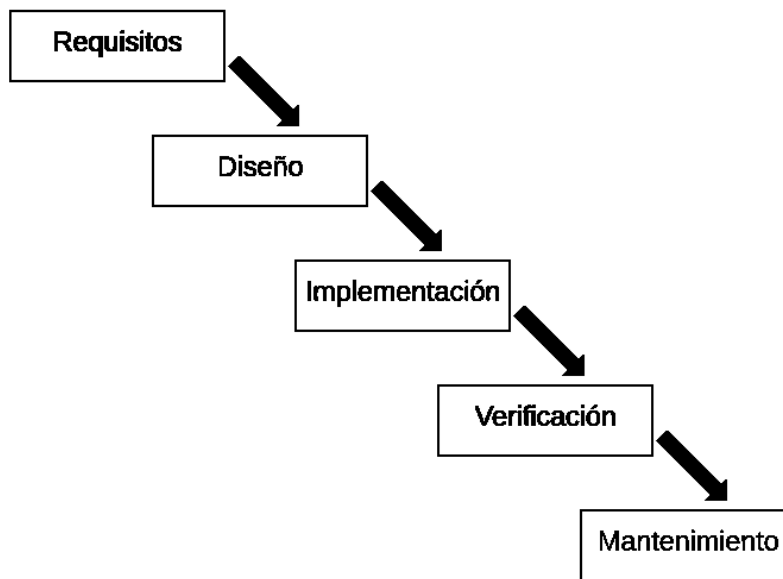 Requisitos
Diseño
Implementación
Verificación
Mantenimiento